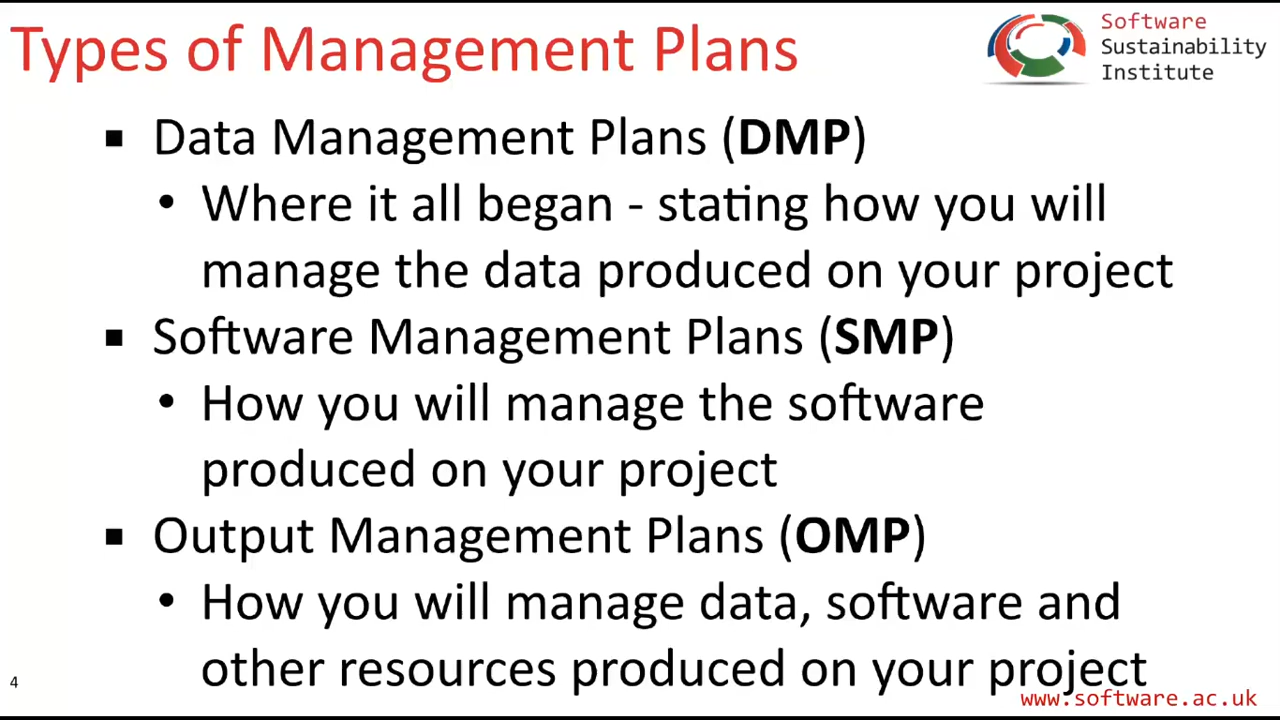 Types of Management Plans
Software
Sustainability
Institute
▪ Data Management Plans (DMP)
• Where it all began - stating how you will
manage the data produced on your project
▪ Software Management Plans (SMP)
• How you will manage the software
produced on your project
▪ Output Management Plans (OMP)
• How you will manage data, software and
other resources produced on your project
4
www.software.ac.uk